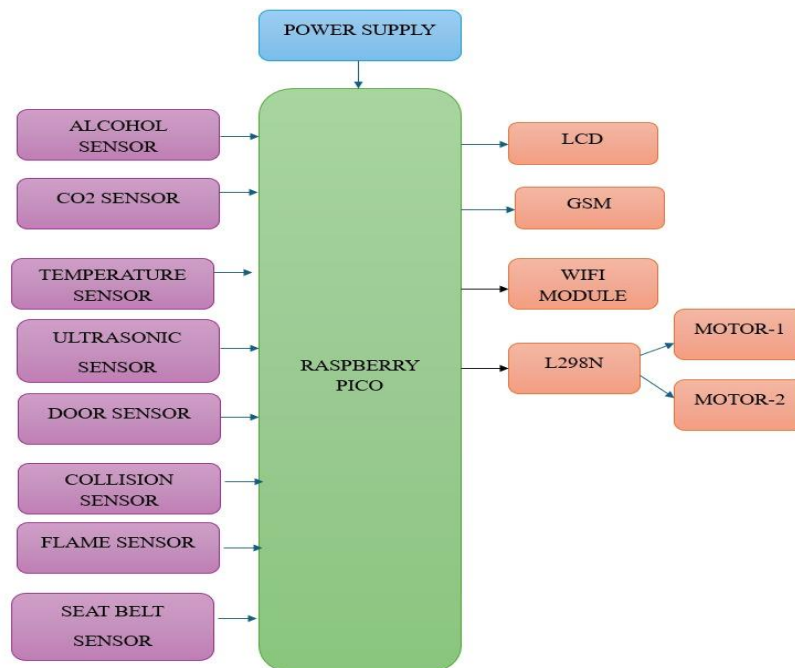 POWER SUPPLY
ALCOHOL
SENSOR
CO2 SENSOR
TEMPERATURE
SENSOR
ULTRASONIC
SENSOR
DOOR SENSOR
COLLISION
SENSOR
FLAME SENSOR
SEAT BELT
SENSOR
RASPBERRY
PICO
LCD
GSM
WIFI
MODULE
L298N
MOTOR-1
MOTOR-2